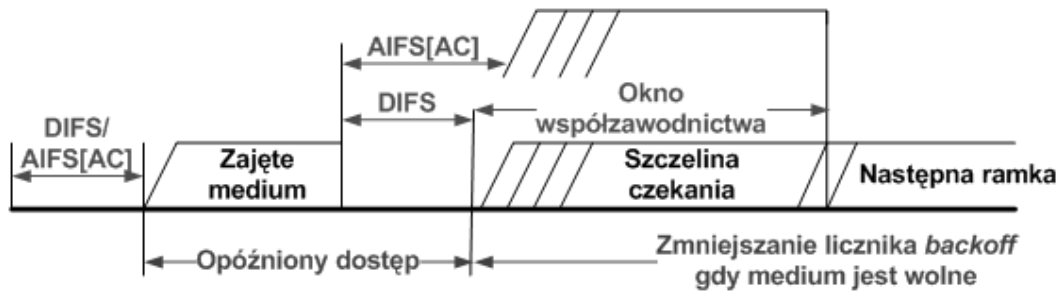 AIFS[AC]
DIFS
Okno
współzawodnictwa
DIFS/
AIFS[AC]
Zajęte
medium
Szczelina
czekania
Następna ramka
Opóźniony dostęp
Zmniejszanie licznika backoff
gdy medium jest wolne